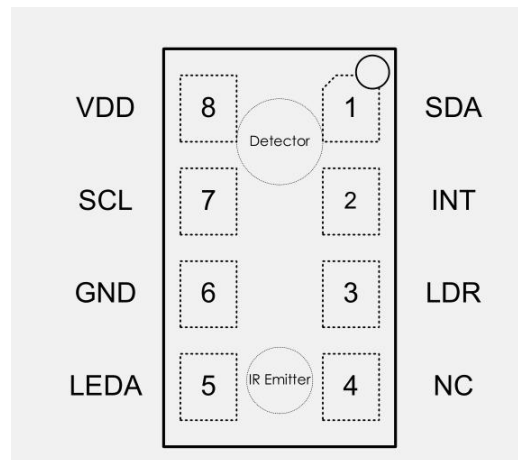 VDD 8 1 SDA
Detector
SCL 7 2 INT
GND 6 3 LDR
LEDA 5 IR Emitter 4 NC